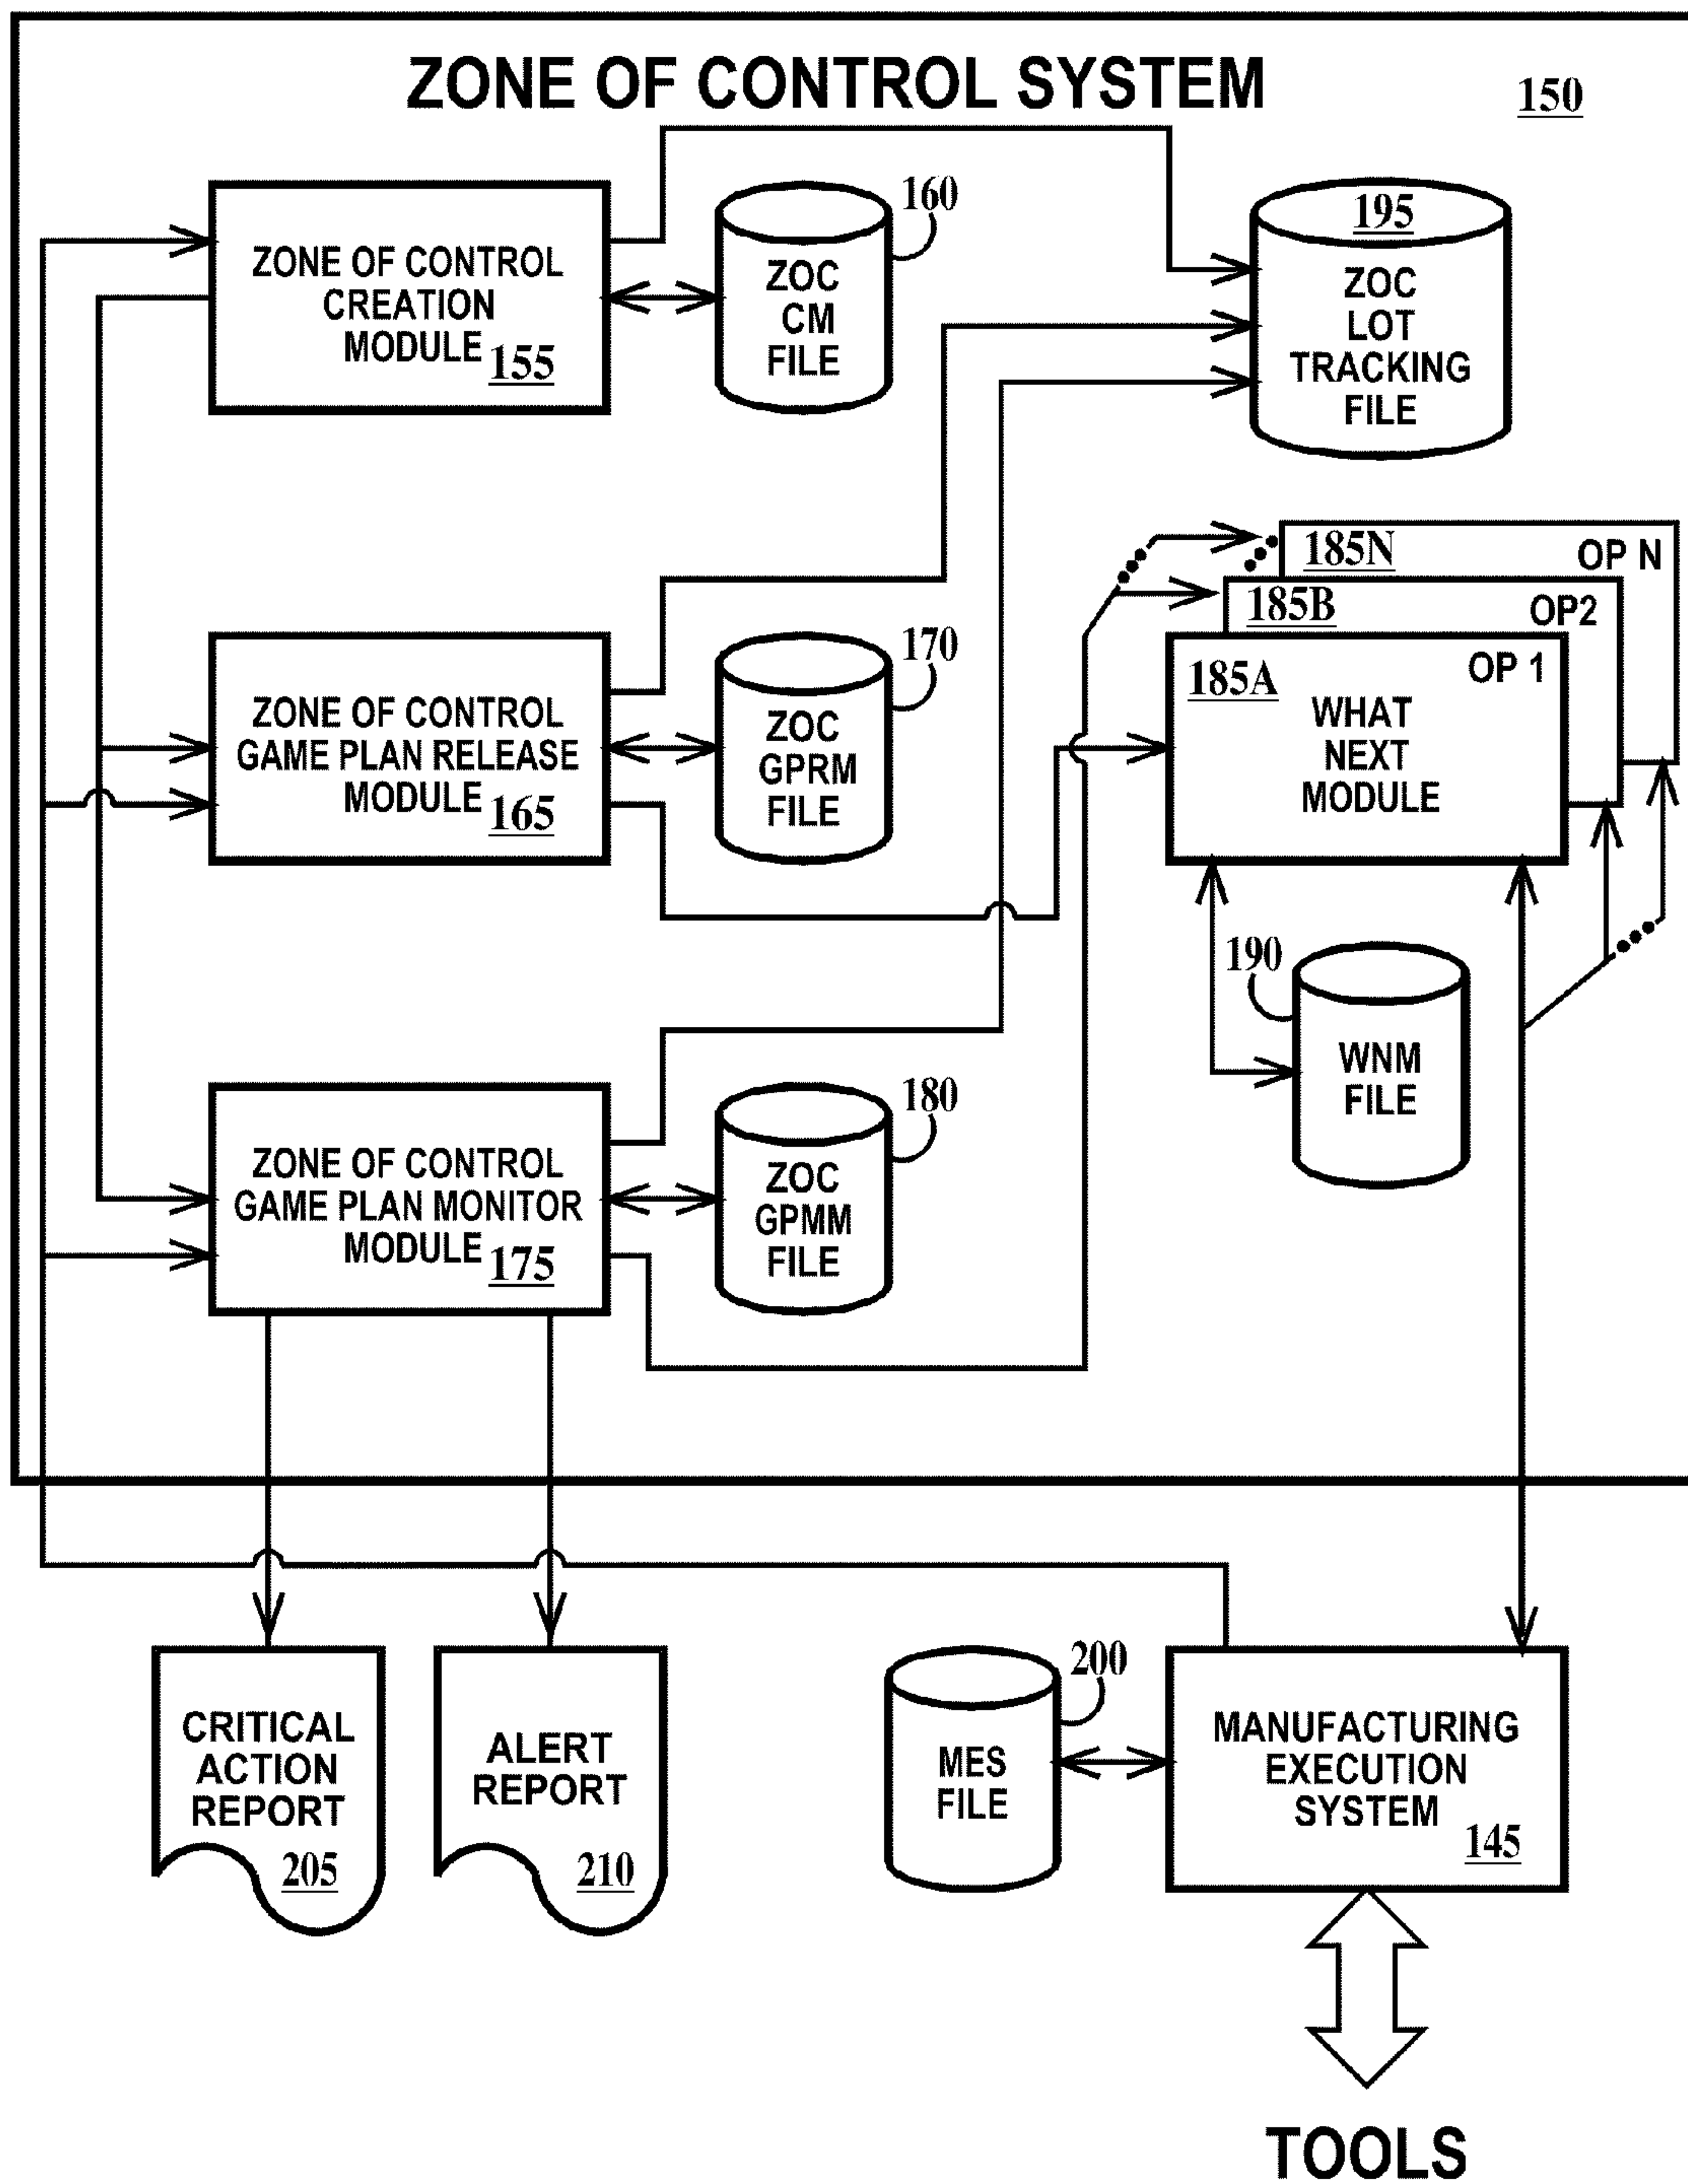 ZONE OF CONTROL SYSTEM
150
ZONE OF CONTROL
CREATION
MODULE 155
160
ZOC
CM
FILE
195
ZOC
LOT
TRACKING
FILE
185N
OP N
185B
OP2
185A
OP 1
WHAT
NEXT
MODULE
ZONE OF CONTROL
GAME PLAN RELEASE
MODULE 165
170
ZOC
GPRM
FILE
190
WNM
FILE
ZONE OF CONTROL
GAME PLAN MONITOR
MODULE 175
180
ZOC
GPMM
FILE
CRITICAL
ACTION
REPORT
205
ALERT
REPORT
210
200
MES
FILE
MANUFACTURING
EXECUTION
SYSTEM
145
TOOLS